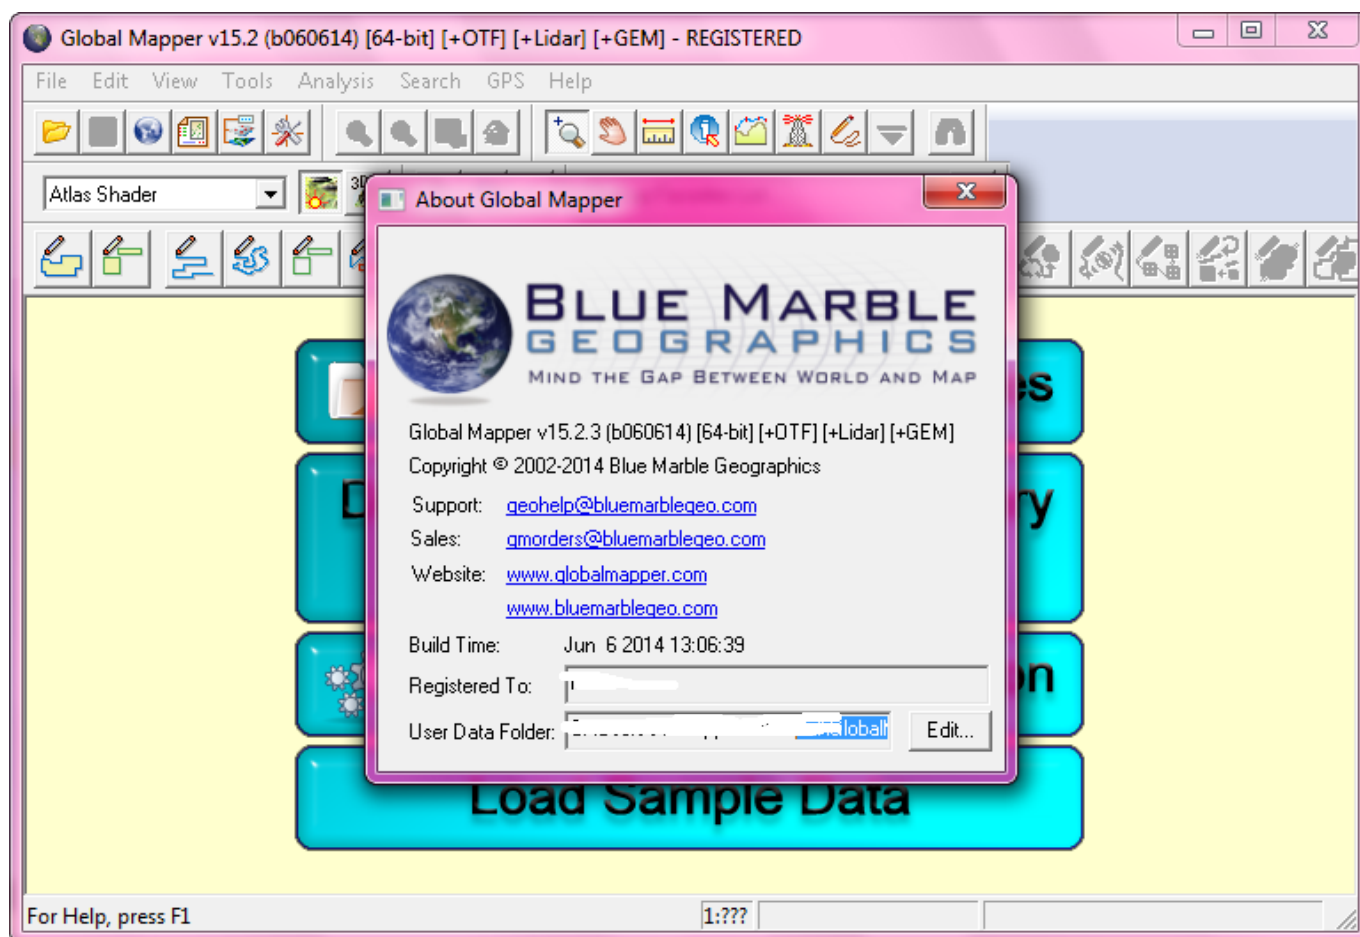 Global Mapper v15.2 (b060614) [64-bit] [+OTF] [+Lidar] [+GEM] - REGISTERED
File Edit View Tools Analysis Search GPS Help
Atlas Shader
About Global Mapper
BLUE MARBLE
GEOGRAPHICS
MIND THE GAP BETWEEN WORLD AND MAP
Global Mapper v15.2.3 (b060614) [64-bit] [+OTF] [+Lidar] [+GEM]
Copyright © 2002-2014 Blue Marble Geographics
Support: geohelp@bluemarblegeo.com
Sales: gmorders@bluemarblegeo.com
Website: www.globalmapper.com
www.bluemarblegeo.com
Build Time: Jun 6 2014 13:06:39
Registered To:
User Data Folder:
Edit...
Load Sample Data
For Help, press F1
1:???